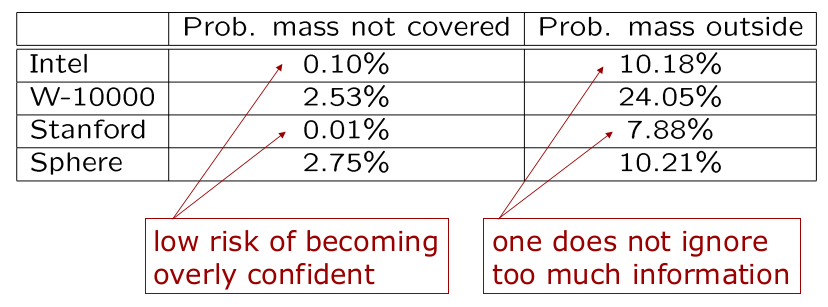 Prob. mass not covered Prob. mass outside
Intel 0.10% 10.18%
W-10000 2.53% 24.05%
Stanford 0.01% 7.88%
Sphere 2.75% 10.21%
low risk of becoming
overly confident
one does not ignore
too much information